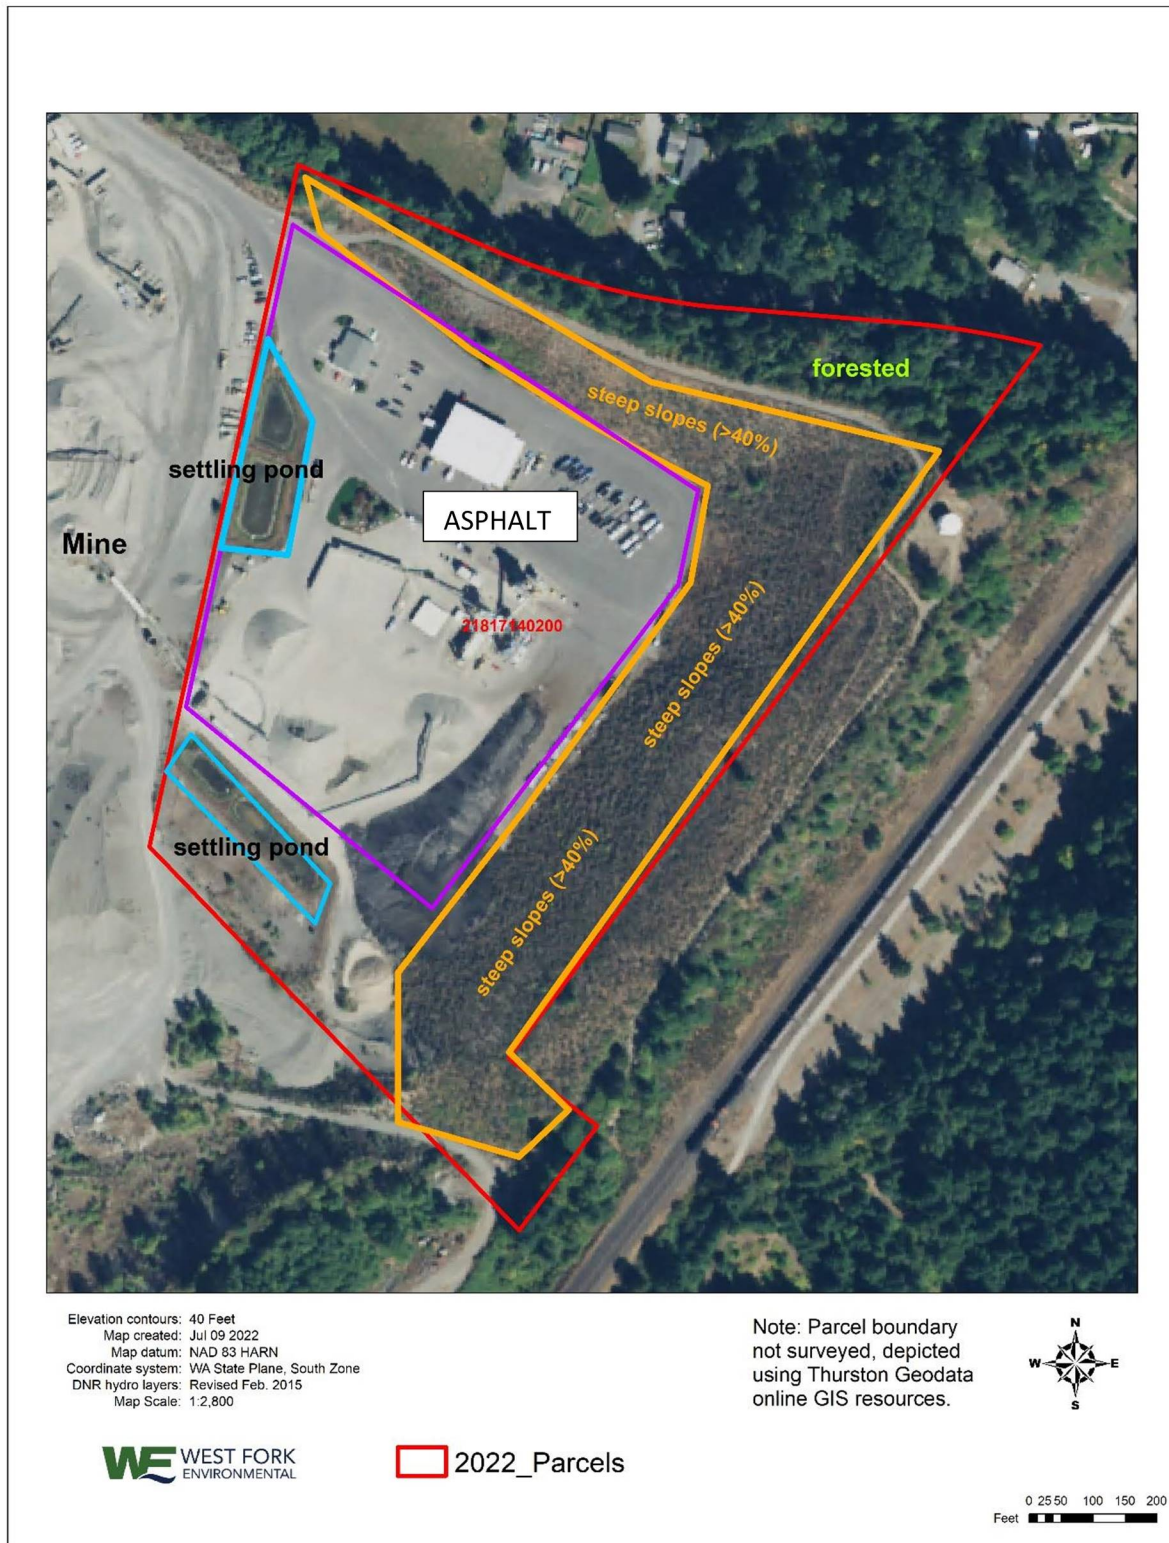 forested
steep slopes (>40%)
settling pond
ASPHALT
Mine
21817140200
steep slopes (>40%)
settling pond
steep slopes (>40%)
Elevation contours: 40 Feet
Map created: Jul 09 2022
Map datum: NAD 83 HARN
Coordinate system: WA State Plane, South Zone
DNR hydro layers: Revised Feb. 2015
Map Scale: 1:2,800
Note: Parcel boundary
not surveyed, depicted
using Thurston Geodata
online GIS resources.
N
W E
S
WF WEST FORK
ENVIRONMENTAL
2022_Parcels
0 25 50 100 150 200
Feet